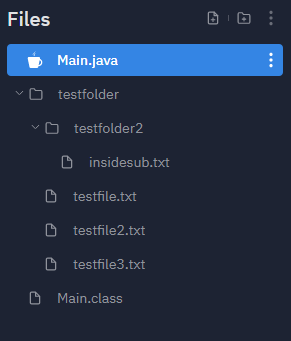 Files
Main.java
testfolder
testfolder2
insidesub.txt
testfile.txt
testfile2.txt
testfile3.txt
Main.class